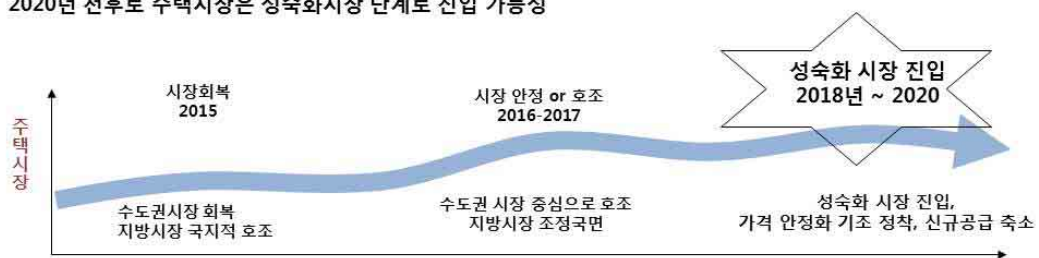 2020년 전후로 주택시장은 성숙화시장 단계로 진입 가능성
성숙화 시장 진입
2018년 ~ 2020
시장회복
2015
시장 안정 or 호조
2016-2017
주택시장
수도권시장 회복
지방시장 국지적 호조
수도권 시장 중심으로 호조
지방시장 조정국면
성숙화 시장 진입,
가격 안정화 기조 정착, 신규공급 축소